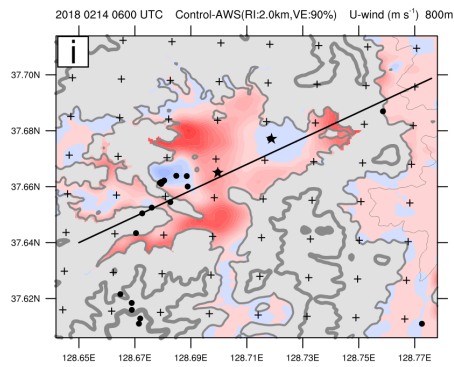 2018 0214 0600 UTC Control-AWS(RI:2.0km,VE:90%) U-wind (m s⁻¹) 800m
i
37.70N
37.68N
37.66N
37.64N
37.62N
128.65E 128.67E 128.69E 128.71E 128.73E 128.75E 128.77E